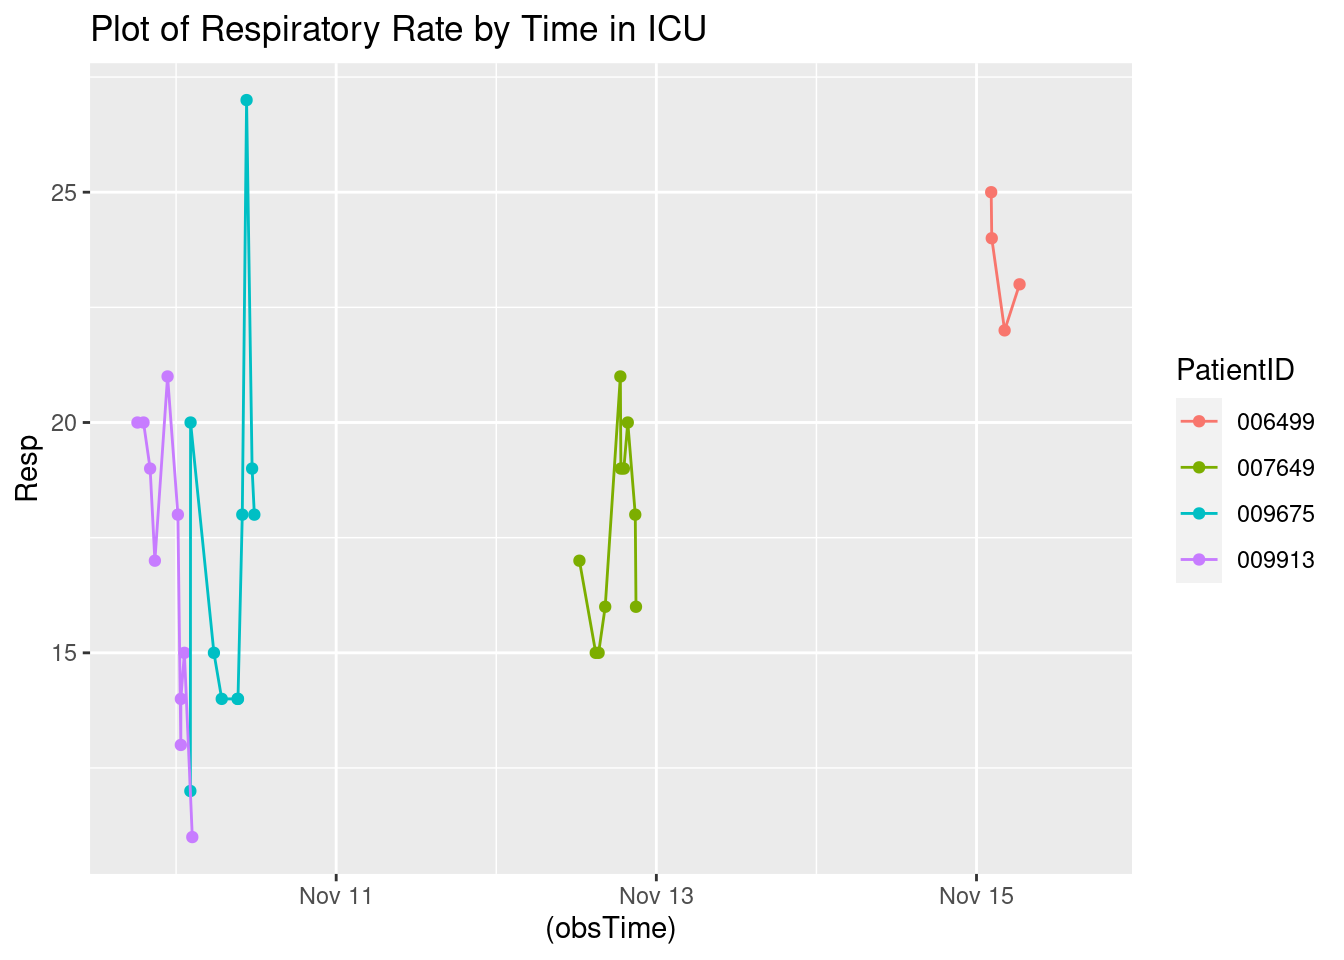 Plot of Respiratory Rate by Time in ICU
25
20
15
Resp
Nov 11
Nov 13
Nov 15
(obsTime)
PatientID
006499
007649
009675
009913